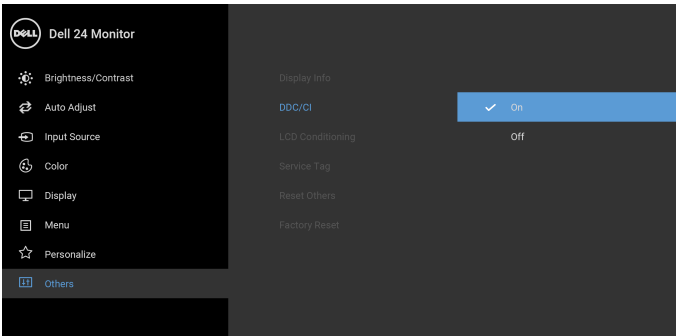 DELL
Dell 24 Monitor
Brightness/Contrast
Auto Adjust
Input Source
Color
Display
Menu
Personalize
Others
Display Info
DDC/CI
LCD Conditioning
Service Tag
Reset Others
Factory Reset
On
Off